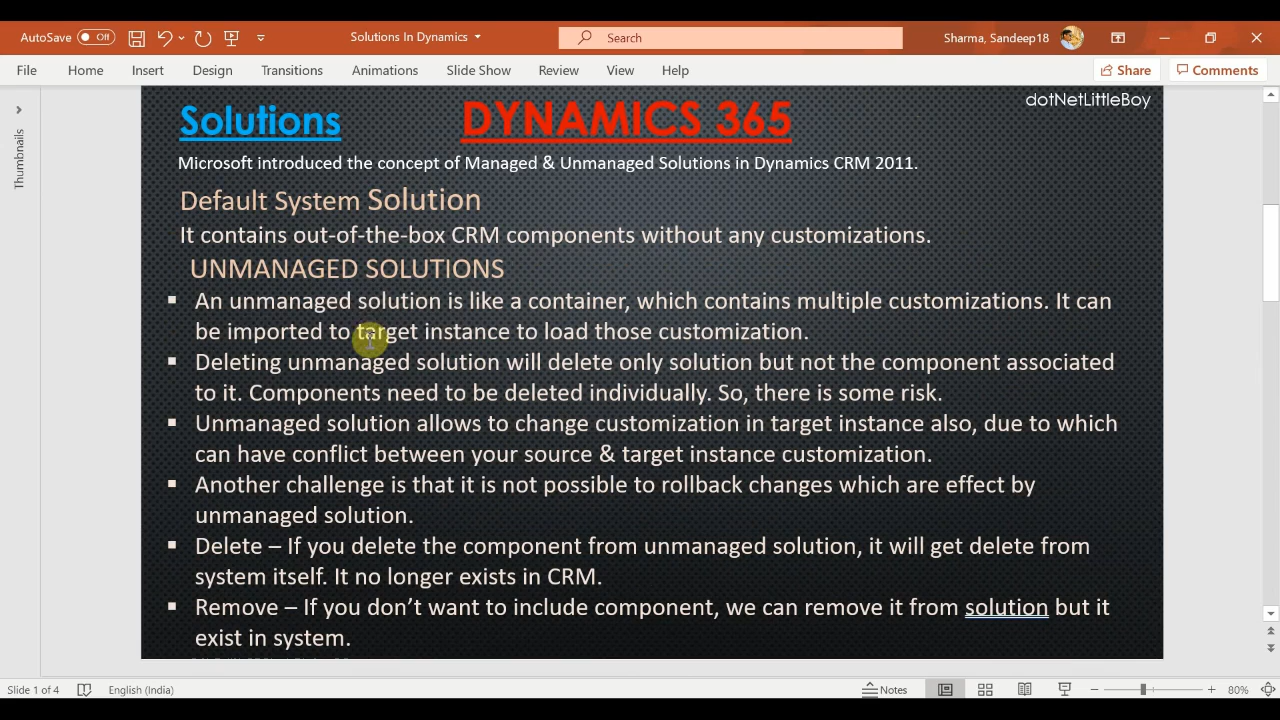 AutoSave Off
Solutions In Dynamics
Search
Sharma, Sandeep18
File Home Insert Design Transitions Animations Slide Show Review View Help
Share Comments
Thumbnails
dotNetLittleBoy
Solutions DYNAMICS 365
Microsoft introduced the concept of Managed & Unmanaged Solutions in Dynamics CRM 2011.
Default System Solution
It contains out-of-the-box CRM components without any customizations.
UNMANAGED SOLUTIONS
▪ An unmanaged solution is like a container, which contains multiple customizations. It can
be imported to target instance to load those customization.
▪ Deleting unmanaged solution will delete only solution but not the component associated
to it. Components need to be deleted individually. So, there is some risk.
▪ Unmanaged solution allows to change customization in target instance also, due to which
can have conflict between your source & target instance customization.
▪ Another challenge is that it is not possible to rollback changes which are effect by
unmanaged solution.
▪ Delete – If you delete the component from unmanaged solution, it will get delete from
system itself. It no longer exists in CRM.
▪ Remove – If you don’t want to include component, we can remove it from solution but it
exist in system.
Slide 1 of 4 English (India) Notes 80%